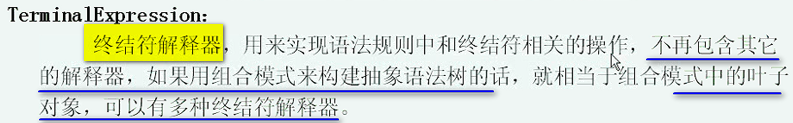 TerminalExpression：
终结符解释器，用来实现语法规则中和终结符相关的操作，不再包含其它
的解释器，如果用组合模式来构建抽象语法树的话，就相当于组合模式中的叶子
对象，可以有多种终结符解释器。